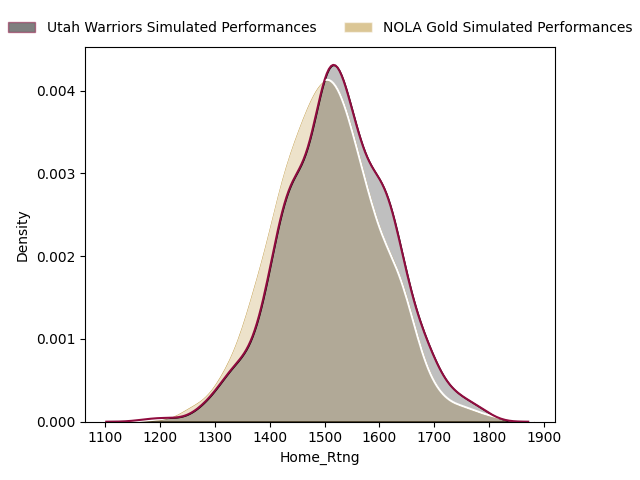 Utah Warriors Simulated Performances NOLA Gold Simulated Performances
0.004
0.003
0.002
0.001
0.000
Density
1100 1200 1300 1400 1500 1600 1700 1800 1900
Home_Rtng